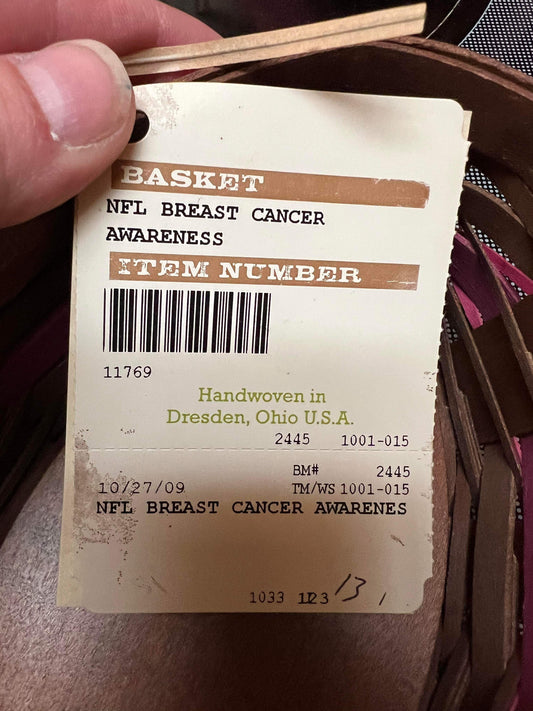 BASKET
NFL BREAST CANCER
AWARENESS
ITEM NUMBER
11769
Handwoven in
Dresden, Ohio U.S.A.
2445 1001-015
BM# 2445
10/27/09 TM/WS 1001-015
NFL BREAST CANCER AWARENES
1033 13